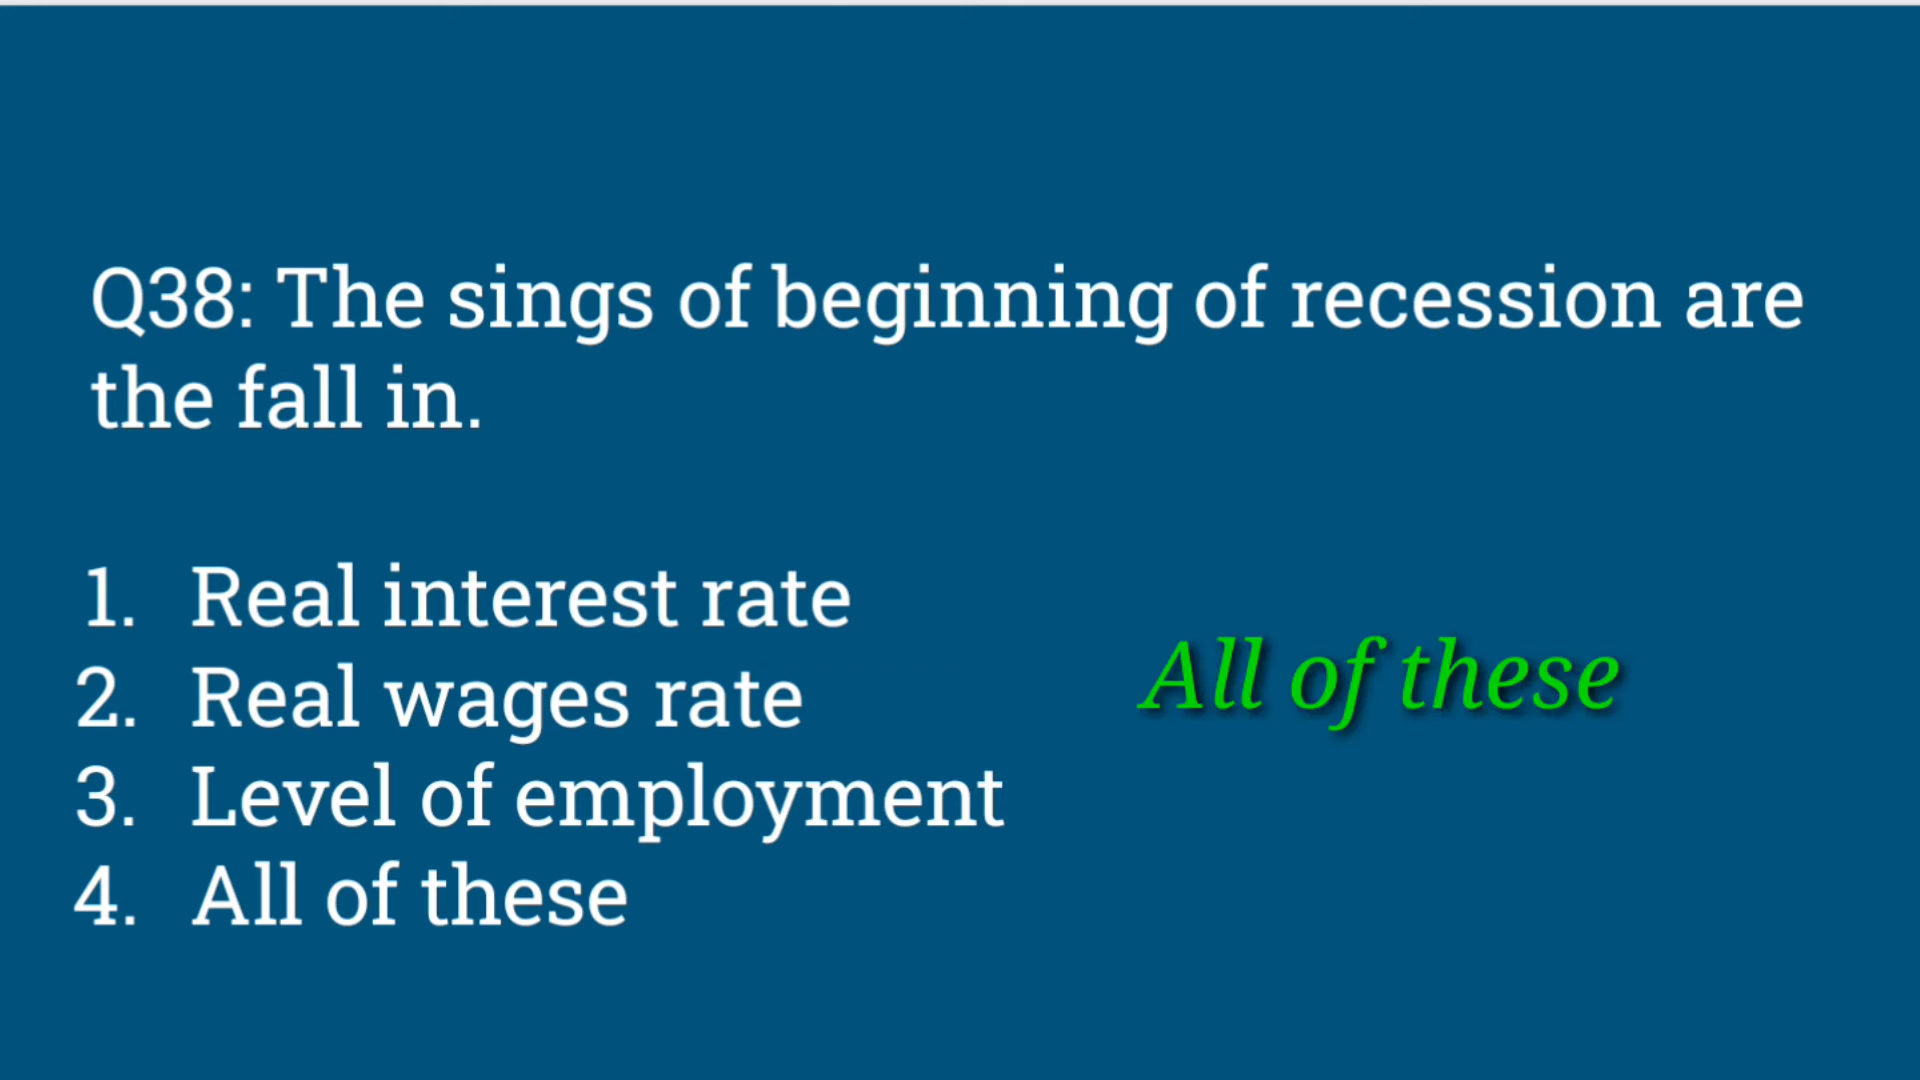 Q38: The sings of beginning of recession are
the fall in.
1. Real interest rate
2. Real wages rate
All of these
3. Level of employment
4. All of these